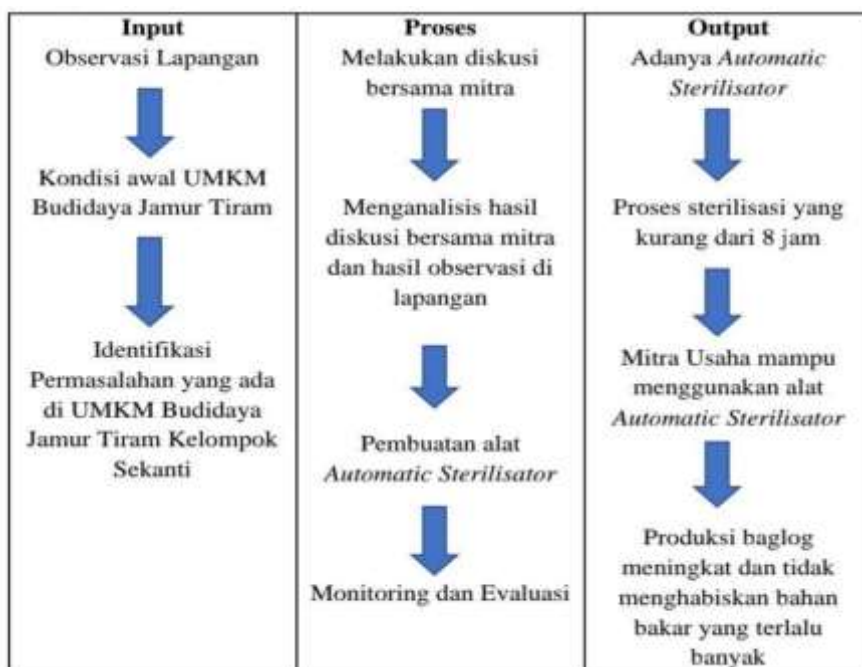 Input
Observasi Lapangan
Kondisi awal UMKM
Budidaya Jamur Tiram
Identifikasi
Permasalahan yang ada
di UMKM Budidaya
Jamur Tiram Kelompok
Sekanti
Proses
Melakukan diskusi
bersama mitra
Menganalisis hasil
diskusi bersama mitra
dan hasil observasi di
lapangan
Pembuatan alat
Automatic Sterilisator
Monitoring dan Evaluasi
Output
Adanya Automatic
Sterilisator
Proses sterilisasi yang
kurang dari 8 jam
Mitra Usaha mampu
menggunakan alat
Automatic Sterilisator
Produksi baglog
meningkat dan tidak
menghabiskan bahan
bakar yang terlalu
banyak